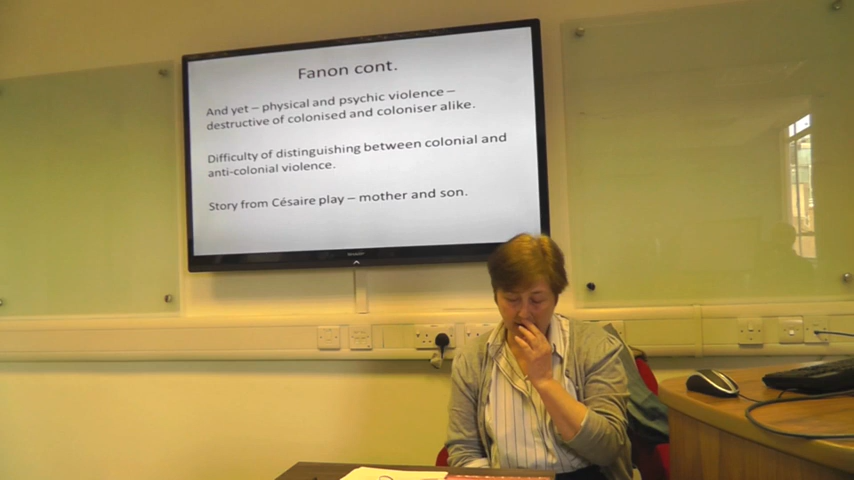 Fanon cont.
And yet – physical and psychic violence –
destructive of colonised and coloniser alike.
Difficulty of distinguishing between colonial and
anti-colonial violence.
Story from Césaire play – mother and son.